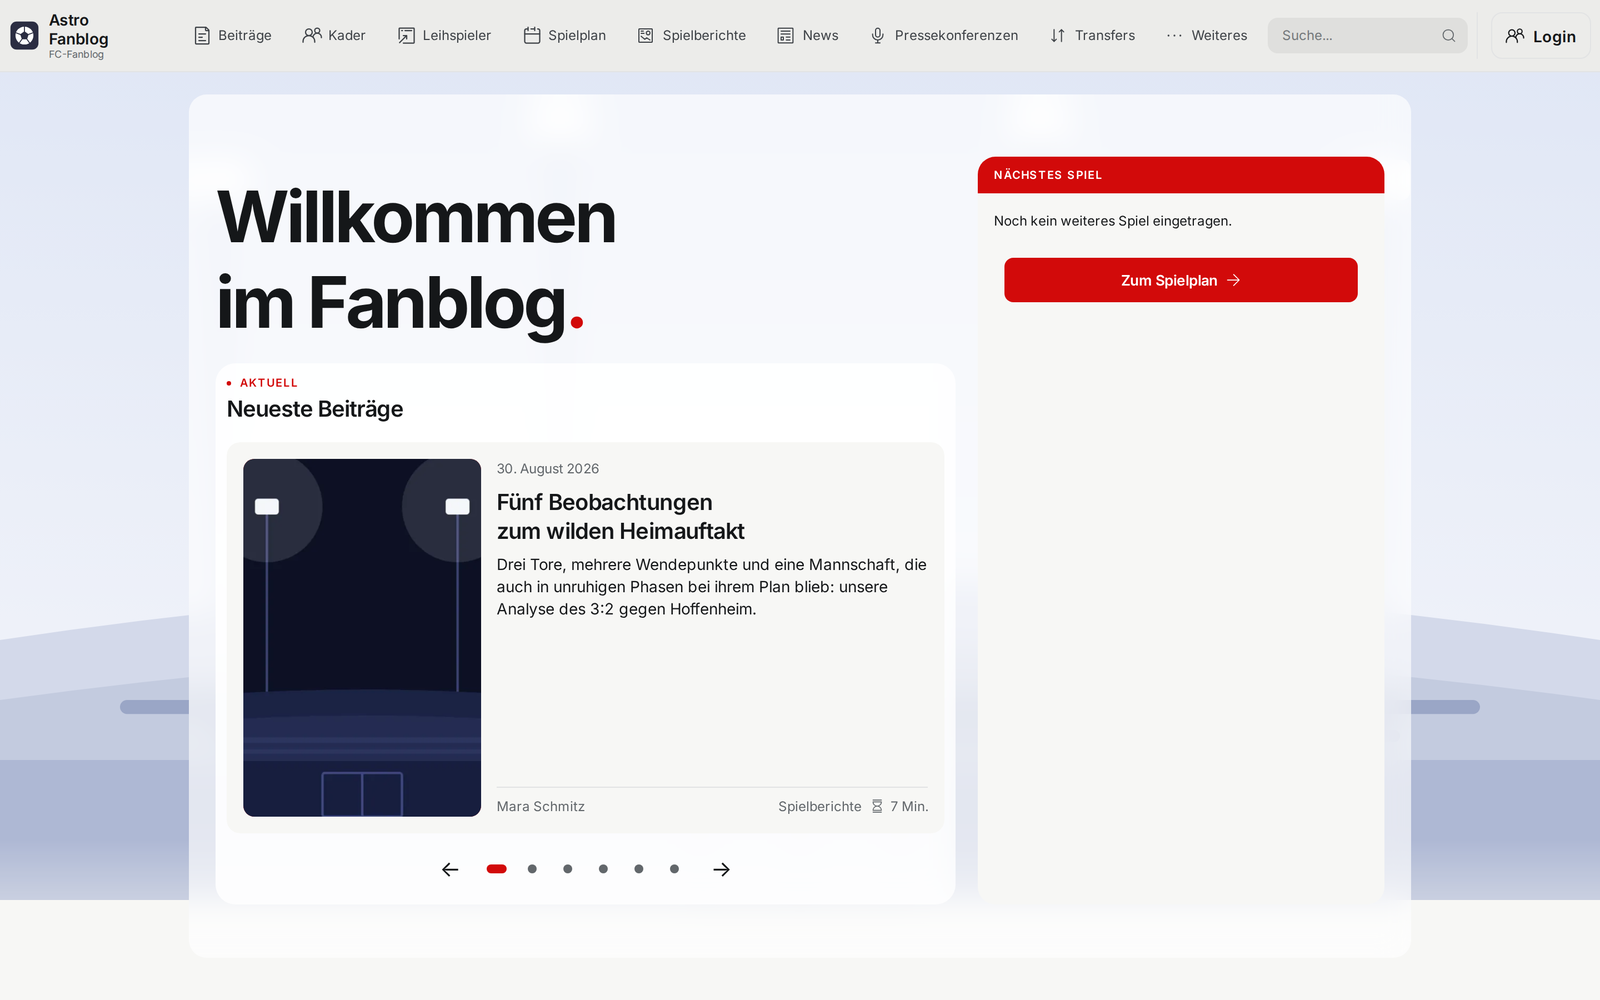 Astro
Fanblog
FC-Fanblog
Beiträge
Kader
Leihspieler
Spielplan
Spielberichte
News
Pressekonferenzen
Transfers
Weiteres
Suche...
Login
Willkommen
im Fanblog.
AKTUELL
Neueste Beiträge
30. August 2026
Fünf Beobachtungen
zum wilden Heimauftakt
Drei Tore, mehrere Wendepunkte und eine Mannschaft, die
auch in unruhigen Phasen bei ihrem Plan blieb: unsere
Analyse des 3:2 gegen Hoffenheim.
Mara Schmitz
Spielberichte
7 Min.
NÄCHSTES SPIEL
Noch kein weiteres Spiel eingetragen.
Zum Spielplan